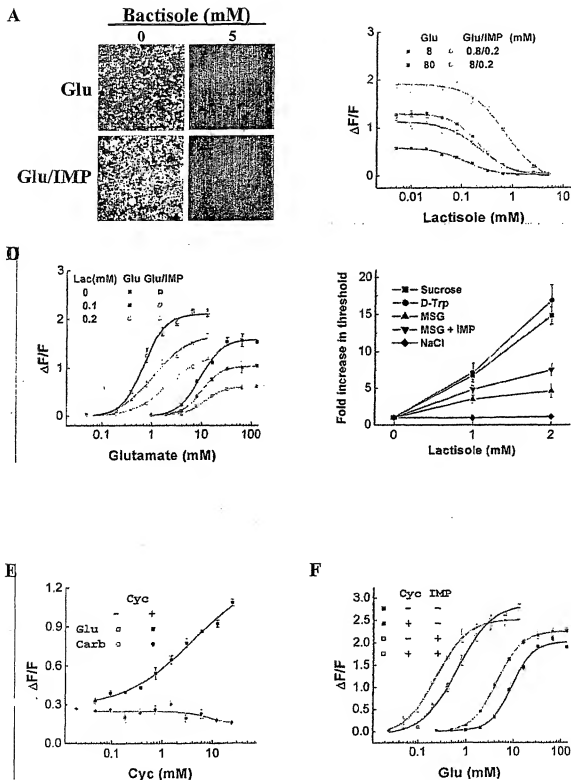 A
Bactisole (mM)
0 5
Glu
Glu/IMP
Glu Glu/IMP (mM)
8 0.8/0.2
80 8/0.2
3
2
1
0
ΔF/F
0.01 0.1 1 10
Lactisole (mM)
D
Lac(mM) Glu Glu/IMP
0
0.1
0.2
3
2
1
0
ΔF/F
0.1 1 10 100
Glutamate (mM)
Sucrose
D-Trp
MSG
MSG + IMP
NaCl
20
15
10
5
0
Fold increase in threshold
0 1 2
Lactisole (mM)
E
Cyc
− +
Glu
Carb
1.2
0.9
0.6
0.3
0.0
ΔF/F
0.1 1 10
Cyc (mM)
F
Cyc IMP
− −
+ −
− +
+ +
3.0
2.5
2.0
1.5
1.0
0.5
0.0
ΔF/F
0.1 1 10 100
Glu (mM)